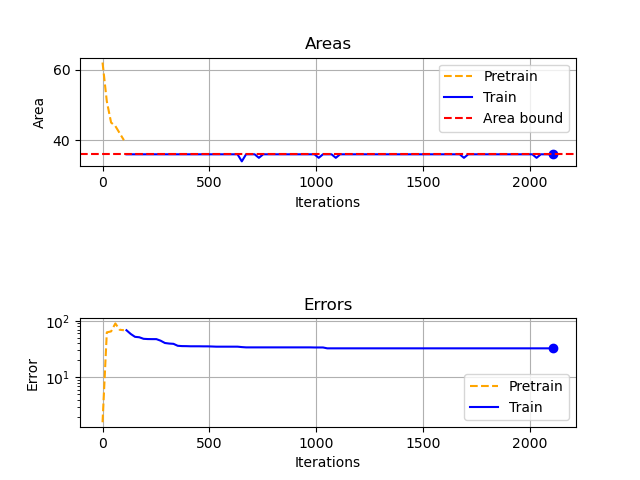 Areas
Area
60
40
Pretrain
Train
Area bound
0
500
1000
1500
2000
Iterations
Errors
Error
10²
10¹
Pretrain
Train
0
500
1000
1500
2000
Iterations